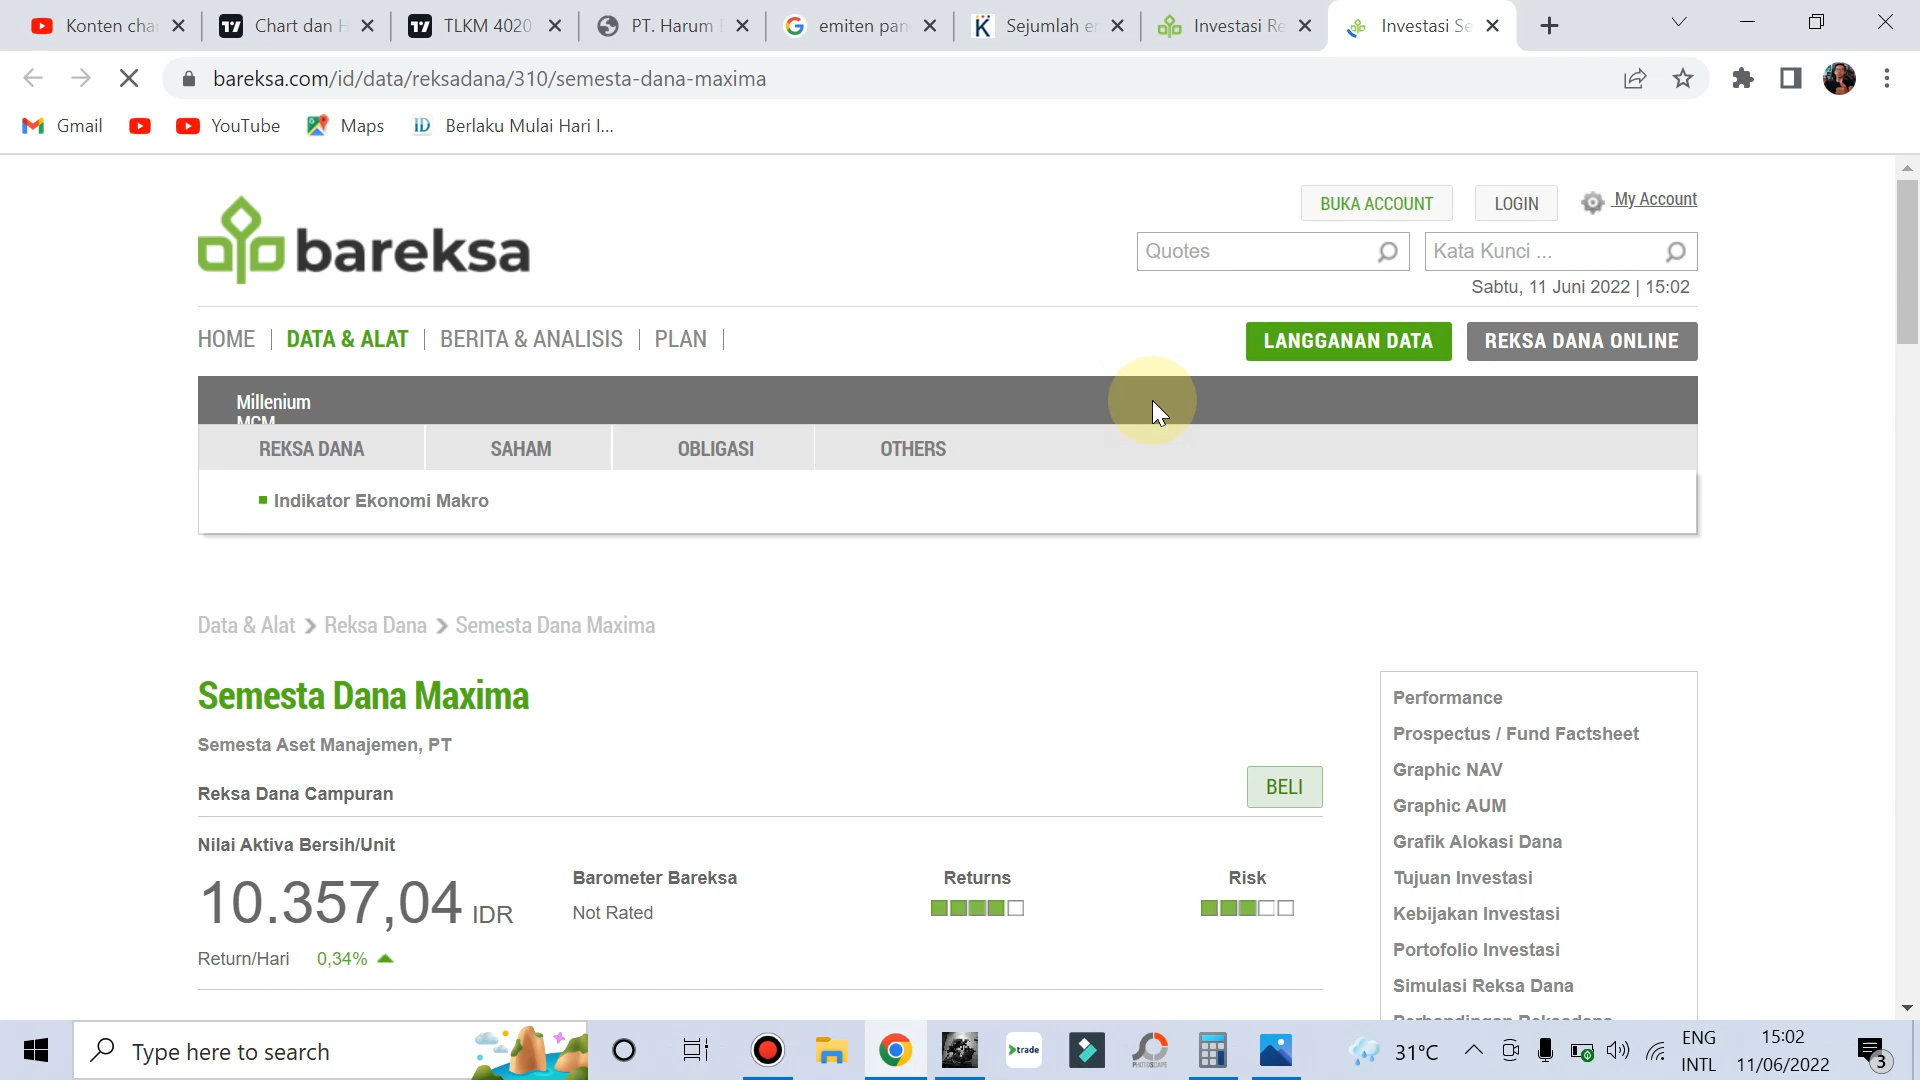 Konten cha
Chart dan H
TLKM 4020
PT. Harum
emiten pan
Sejumlah e
Investasi Re
Investasi Se
bareksa.com/id/data/reksadana/310/semesta-dana-maxima
Gmail
YouTube
Maps
Berlaku Mulai Hari I...
BUKA ACCOUNT
LOGIN
My Account
bareksa
Quotes
Kata Kunci ...
Sabtu, 11 Juni 2022 | 15:02
HOME
DATA & ALAT
BERITA & ANALISIS
PLAN
LANGGANAN DATA
REKSA DANA ONLINE
Millenium
MCM
REKSA DANA
SAHAM
OBLIGASI
OTHERS
Indikator Ekonomi Makro
Data & Alat
Reksa Dana
Semesta Dana Maxima
Semesta Dana Maxima
Semesta Aset Manajemen, PT
Reksa Dana Campuran
BELI
Nilai Aktiva Bersih/Unit
10.357,04 IDR
Barometer Bareksa
Not Rated
Returns
Risk
Return/Hari 0,34%
Performance
Prospectus / Fund Factsheet
Graphic NAV
Graphic AUM
Grafik Alokasi Dana
Tujuan Investasi
Kebijakan Investasi
Portofolio Investasi
Simulasi Reksa Dana
Perbandingan Reksadana
Type here to search
trade
PHOTOSCAPE
31°C
ENG
INTL
15:02
11/06/2022
3